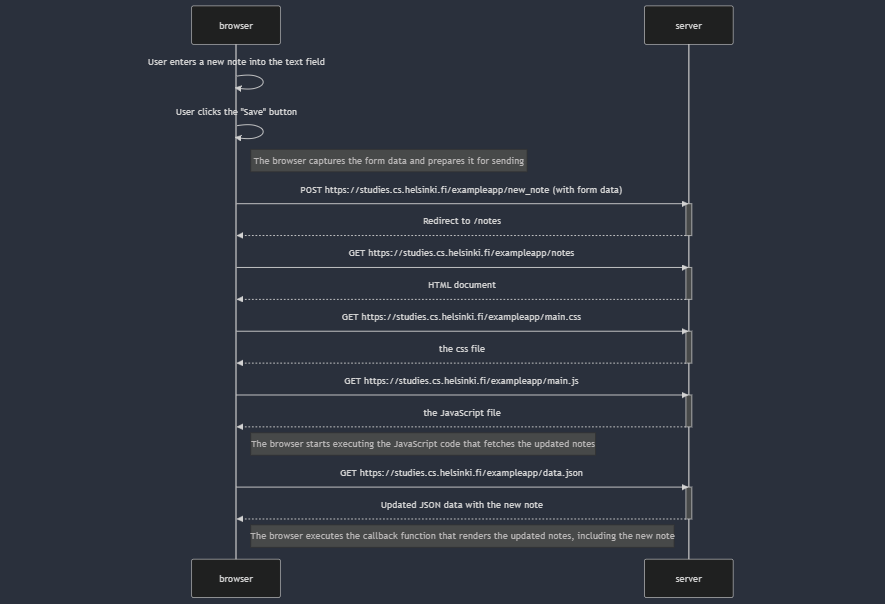 browser
server
User enters a new note into the text field
User clicks the "Save" button
The browser captures the form data and prepares it for sending
POST https://studies.cs.helsinki.fi/exampleapp/new_note (with form data)
Redirect to /notes
GET https://studies.cs.helsinki.fi/exampleapp/notes
HTML document
GET https://studies.cs.helsinki.fi/exampleapp/main.css
the css file
GET https://studies.cs.helsinki.fi/exampleapp/main.js
the JavaScript file
The browser starts executing the JavaScript code that fetches the updated notes
GET https://studies.cs.helsinki.fi/exampleapp/data.json
Updated JSON data with the new note
The browser executes the callback function that renders the updated notes, including the new note
browser
server